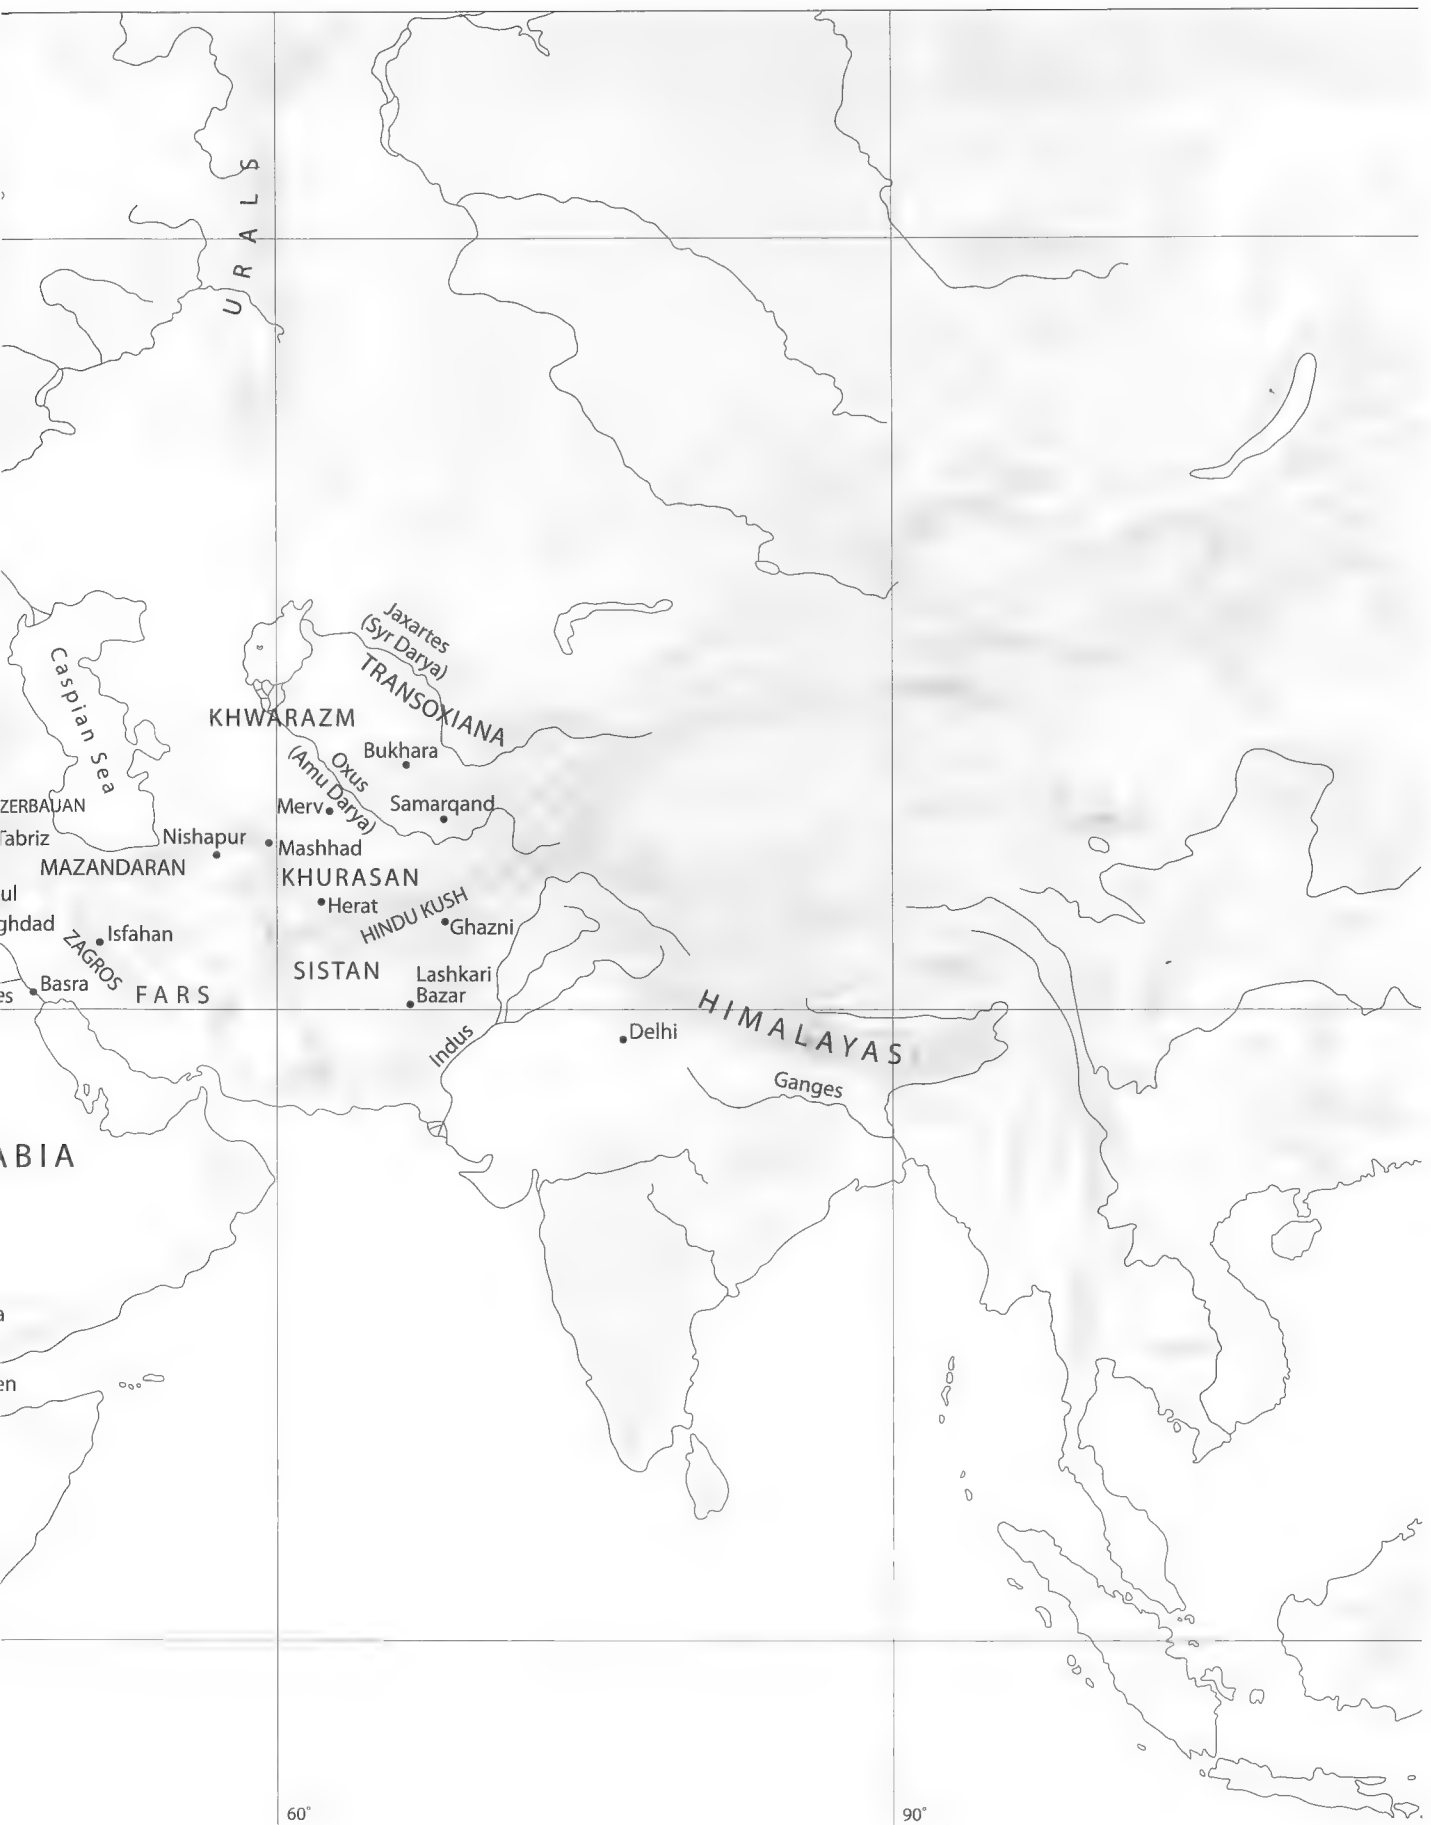 URALS
Jaxartes
(Syr Darya)
TRANSOXIANA
Caspian Sea
KHWARAZM
Bukhara
Oxus
(Amu Darya)
Merv
Samarqand
ZERBAUAN
Tabriz
Nishapur
Mashhad
MAZANDARAN
KHURASAN
ul
Herat
HINDU KUSH
ghdad
Isfahan
Ghazni
ZAGROS
SISTAN
Lashkari
Bazar
es
Basra
FARS
HIMALAYAS
Delhi
Indus
Ganges
ABIA
a
en
60°
90°